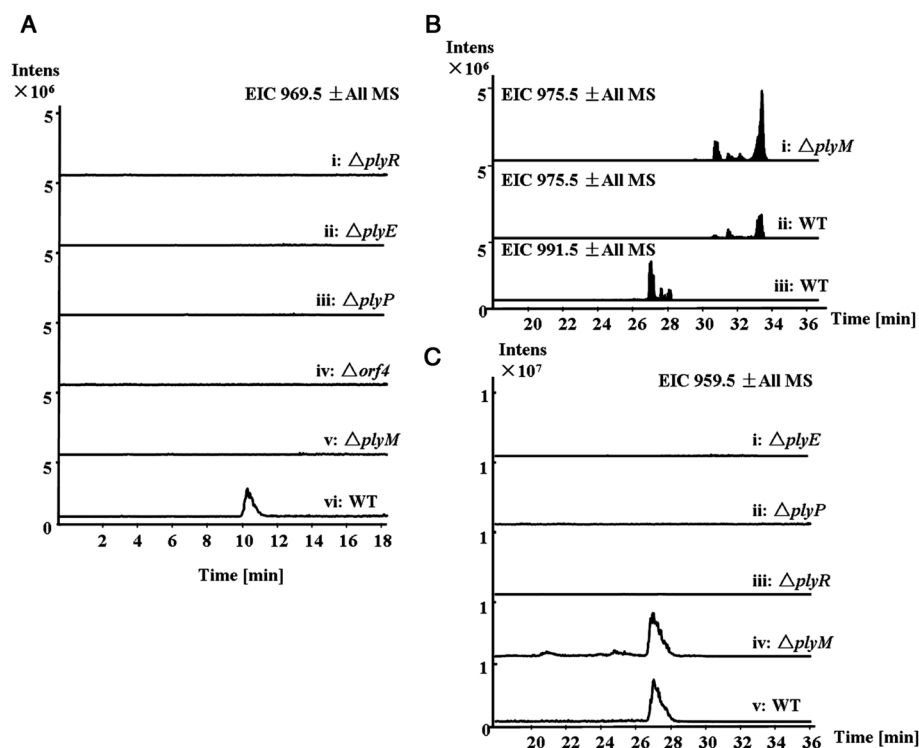 A
Intens
×10⁶
EIC 969.5 ±All MS
5
i: △plyR
5
ii: △plyE
5
iii: △plyP
5
iv: △orf4
5
v: △plyM
5
vi: WT
0
2 4 6 8 10 12 14 16 18
Time [min]
B
Intens
×10⁶
5
EIC 975.5 ±All MS
i: △plyM
5
EIC 975.5 ±All MS
ii: WT
5
EIC 991.5 ±All MS
iii: WT
0
20 22 24 26 28 30 32 34 36
Time [min]
C
Intens
×10⁷
EIC 959.5 ±All MS
1
i: △plyE
1
ii: △plyP
1
iii: △plyR
1
iv: △plyM
1
v: WT
0
20 22 24 26 28 30 32 34 36
Time [min]